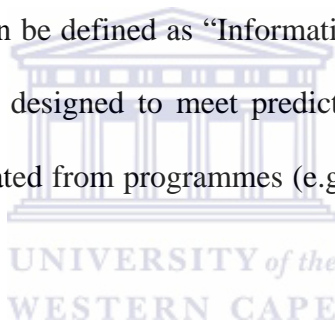 n be defined as “Informati
designed to meet predict
ated from programmes (e.g
UNIVERSITY of the
WESTERN CAPE